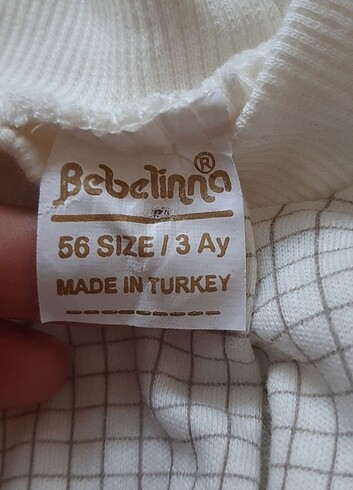 Bebelinna®
56 SIZE / 3 Ay
MADE IN TURKEY